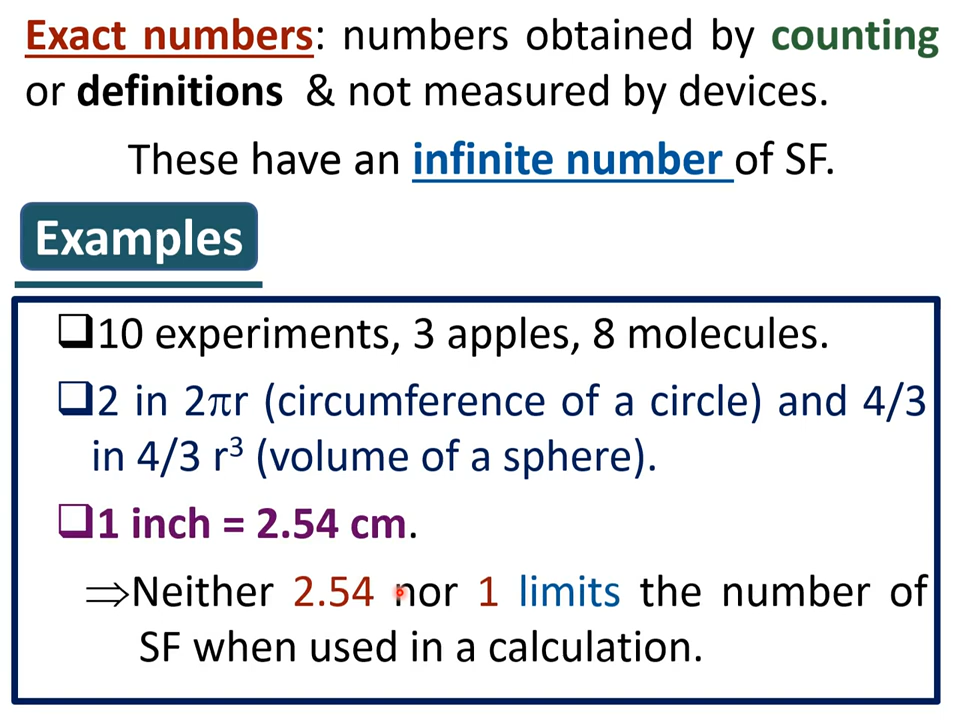 Exact numbers: numbers obtained by counting
or definitions & not measured by devices.
These have an infinite number of SF.
Examples
❑10 experiments, 3 apples, 8 molecules.
❑2 in 2πr (circumference of a circle) and 4/3
in 4/3 r³ (volume of a sphere).
❑1 inch = 2.54 cm.
⇒Neither 2.54 nor 1 limits the number of
SF when used in a calculation.